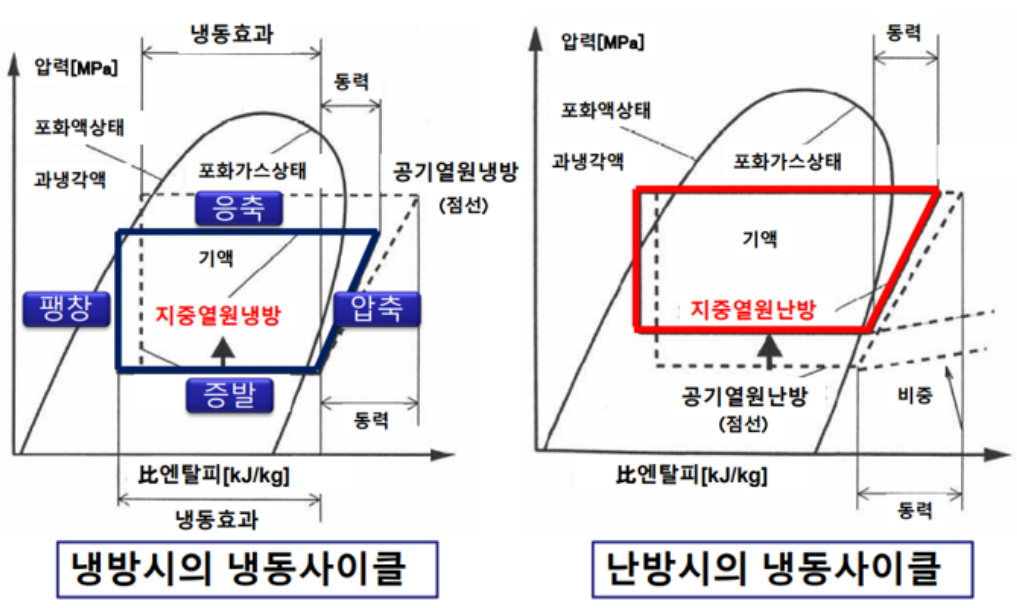 냉동효과
압력[MPa]
동력
포화액상태
과냉각액
포화가스상태
공기열원냉방
(점선)
응축
기액
팽창
지중열원냉방
압축
증발
동력
比엔탈피[kJ/kg]
냉동효과
냉방시의 냉동사이클
동력
압력[MPa]
포화액상태
과냉각액
포화가스상태
기액
지중열원난방
공기열원난방
(점선)
비중
比엔탈피[kJ/kg]
동력
난방시의 냉동사이클